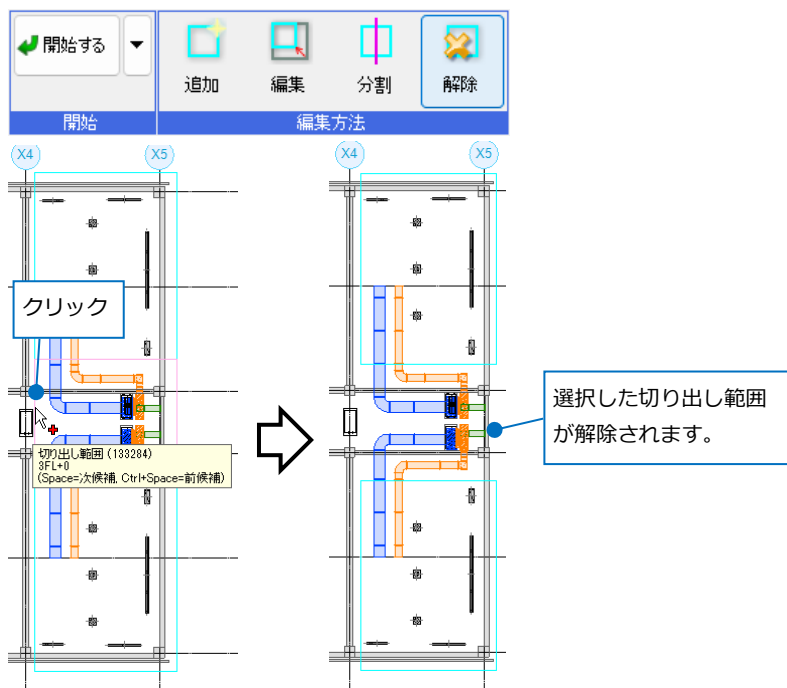 開始する
追加
編集
分割
解除
開始
編集方法
X4
X5
X4
X5
クリック
切り出し範囲 (133284)
3FL+0
(Space=次候補, Ctrl+Space=前候補)
選択した切り出し範囲
が解除されます。